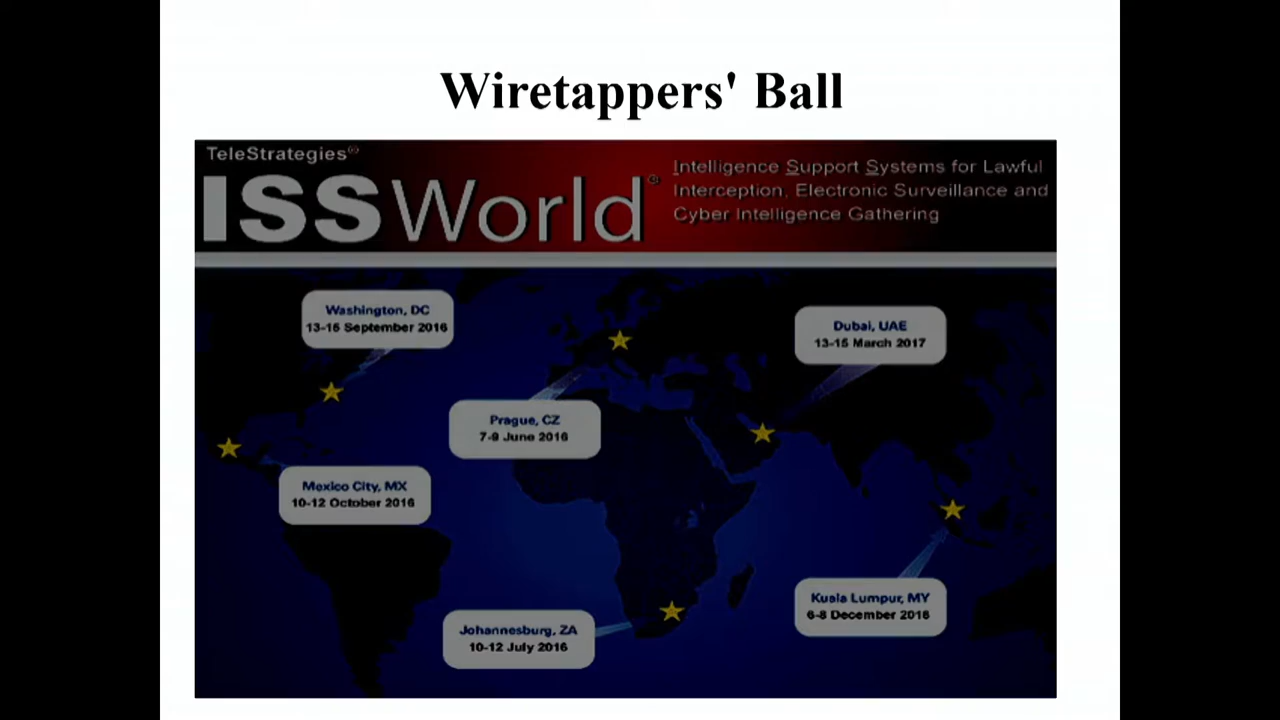 Wiretappers' Ball
TeleStrategies®
ISSWorld®
Intelligence Support Systems for Lawful
Interception, Electronic Surveillance and
Cyber Intelligence Gathering
Washington, DC
13-15 September 2016
Dubai, UAE
13-15 March 2017
Prague, CZ
7-9 June 2016
Mexico City, MX
10-12 October 2016
Kuala Lumpur, MY
6-8 December 2016
Johannesburg, ZA
10-12 July 2016